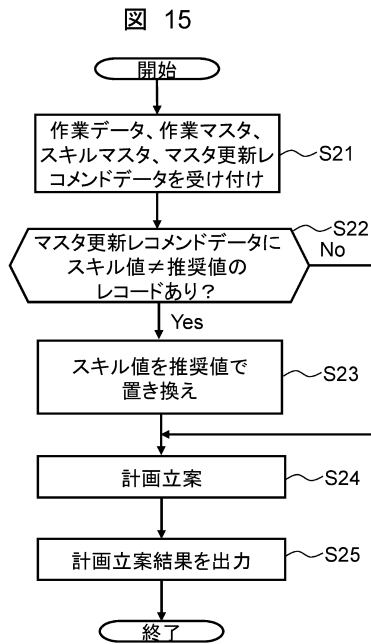 図 15
開始
作業データ、作業マスタ、
スキルマスタ、マスタ更新レ
コメンドデータを受け付け
S21
マスタ更新レコメンドデータに
スキル値≠推奨値の
レコードあり？
S22
No
Yes
スキル値を推奨値で
置き換え
S23
計画立案
S24
計画立案結果を出力
S25
終了